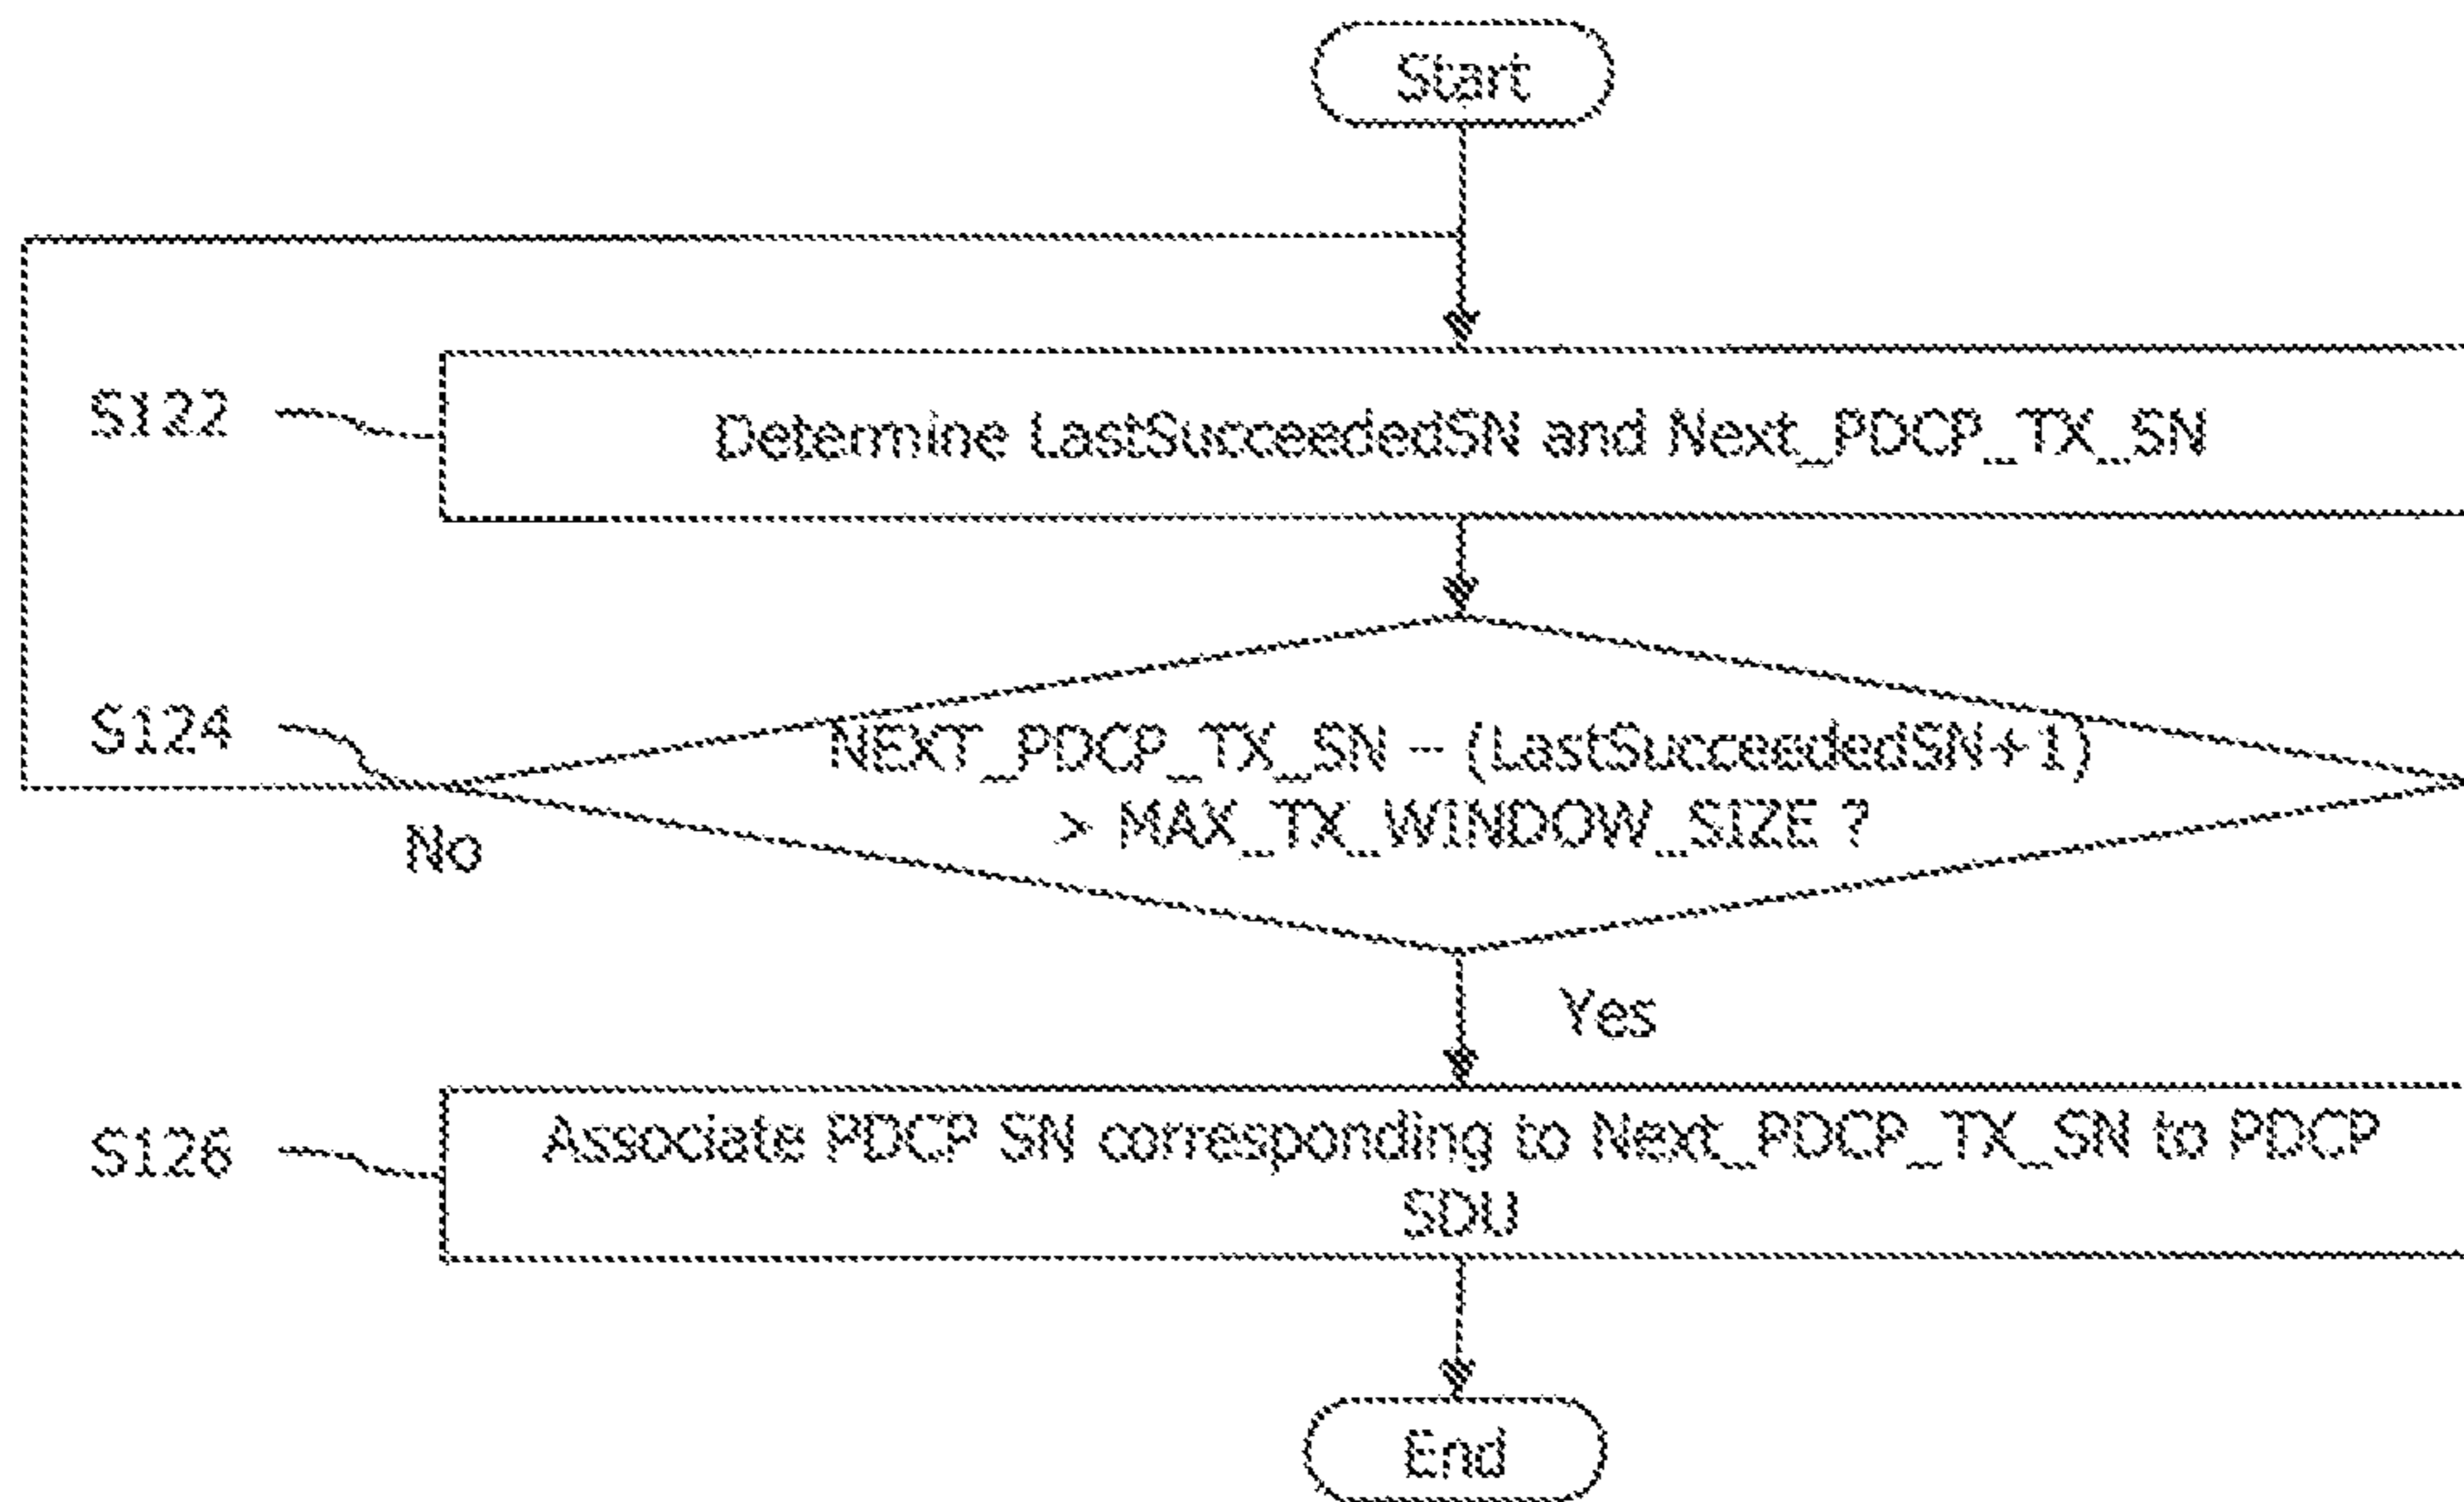 Start
S122
Determine LastSucceededSN and Next_PDCP_TX_SN
S124
NEXT_PDCP_TX_SN – (LastSucceededSN+1)
> MAX_TX_WINDOW_SIZE ?
No
Yes
S126
Associate PDCP SN corresponding to Next_PDCP_TX_SN to PDCP
SDU
End